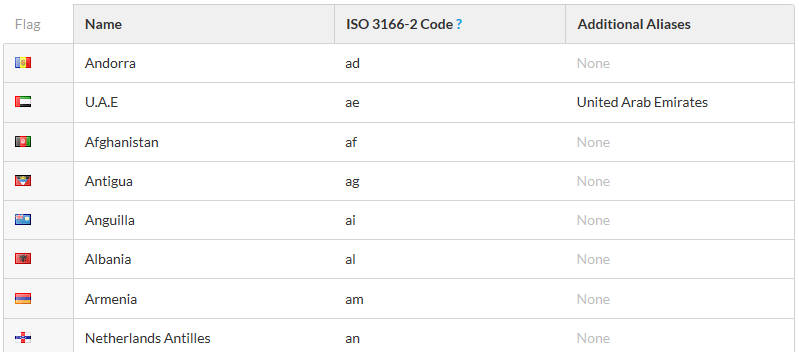 Flag Name ISO 3166-2 Code ? Additional Aliases
Andorra ad None
U.A.E ae United Arab Emirates
Afghanistan af None
Antigua ag None
Anguilla ai None
Albania al None
Armenia am None
Netherlands Antilles an None